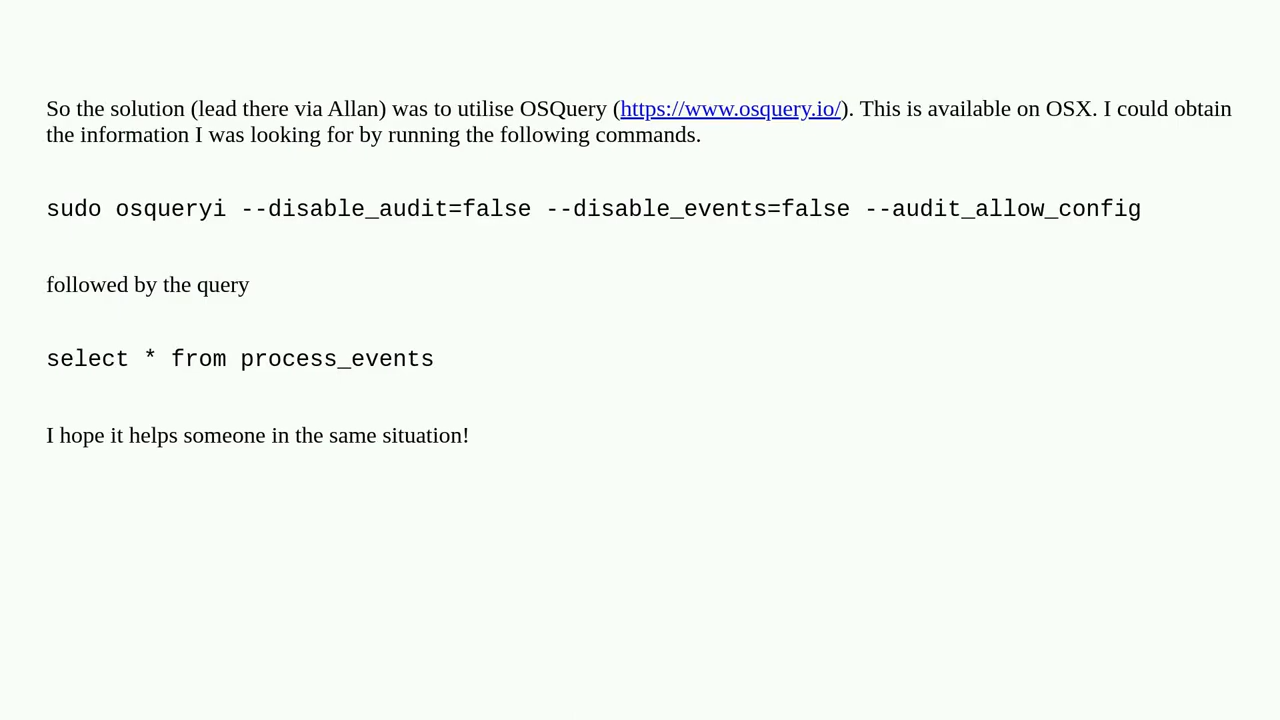 So the solution (lead there via Allan) was to utilise OSQuery (https://www.osquery.io/). This is available on OSX. I could obtain
the information I was looking for by running the following commands.
sudo osqueryi --disable_audit=false --disable_events=false --audit_allow_config
followed by the query
select * from process_events
I hope it helps someone in the same situation!